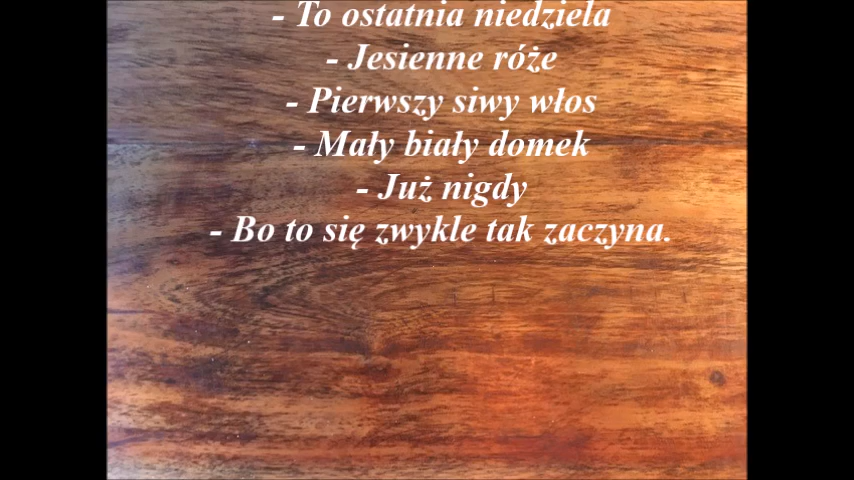 - To ostatnia niedziela
- Jesienne róże
- Pierwszy siwy włos
- Mały biały domek
- Już nigdy
- Bo to się zwykle tak zaczyna.